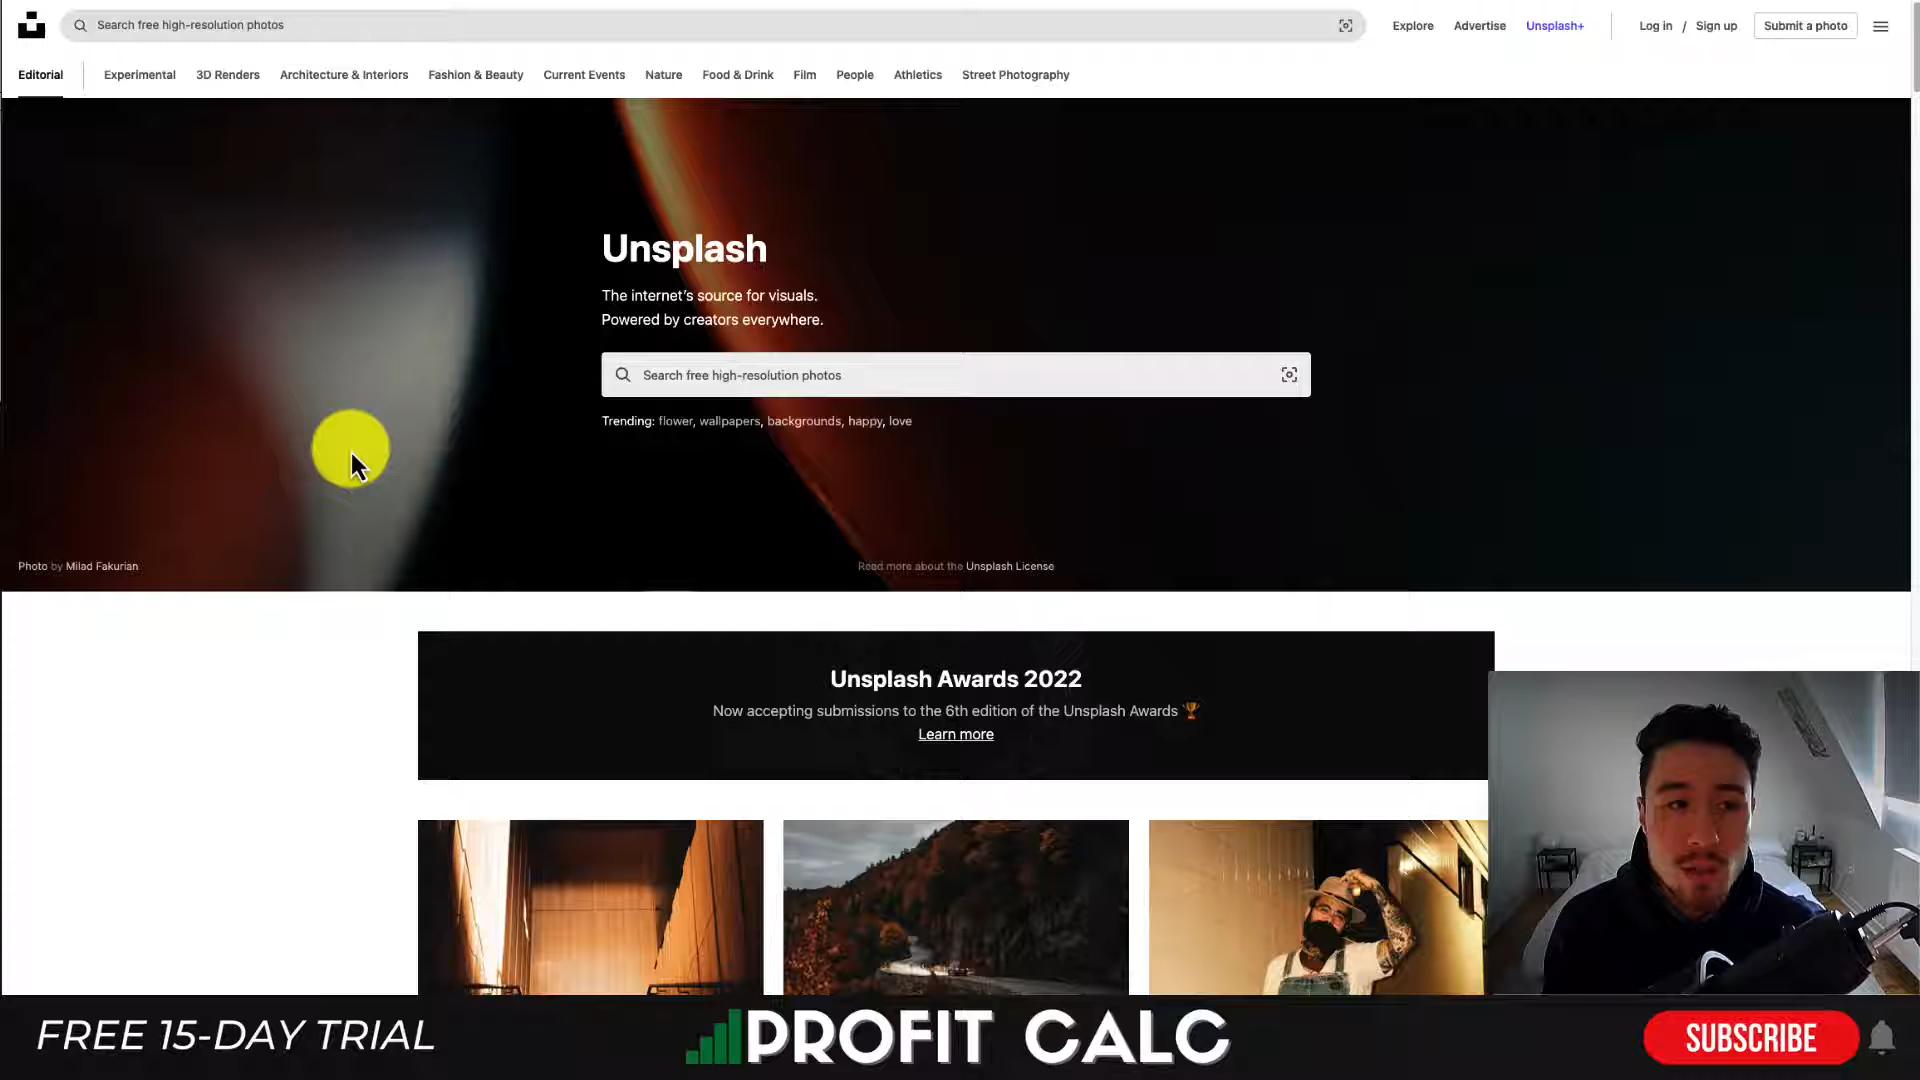 Search free high-resolution photos
Explore
Advertise
Unsplash+
Log in / Sign up
Submit a photo
Editorial
Experimental
3D Renders
Architecture & Interiors
Fashion & Beauty
Current Events
Nature
Food & Drink
Film
People
Athletics
Street Photography
Unsplash
The internet's source for visuals.
Powered by creators everywhere.
Search free high-resolution photos
Trending: flower, wallpapers, backgrounds, happy, love
Photo by Milad Fakurian
Read more about the Unsplash License
Unsplash Awards 2022
Now accepting submissions to the 6th edition of the Unsplash Awards 🏆
Learn more
FREE 15-DAY TRIAL
PROFIT CALC
SUBSCRIBE